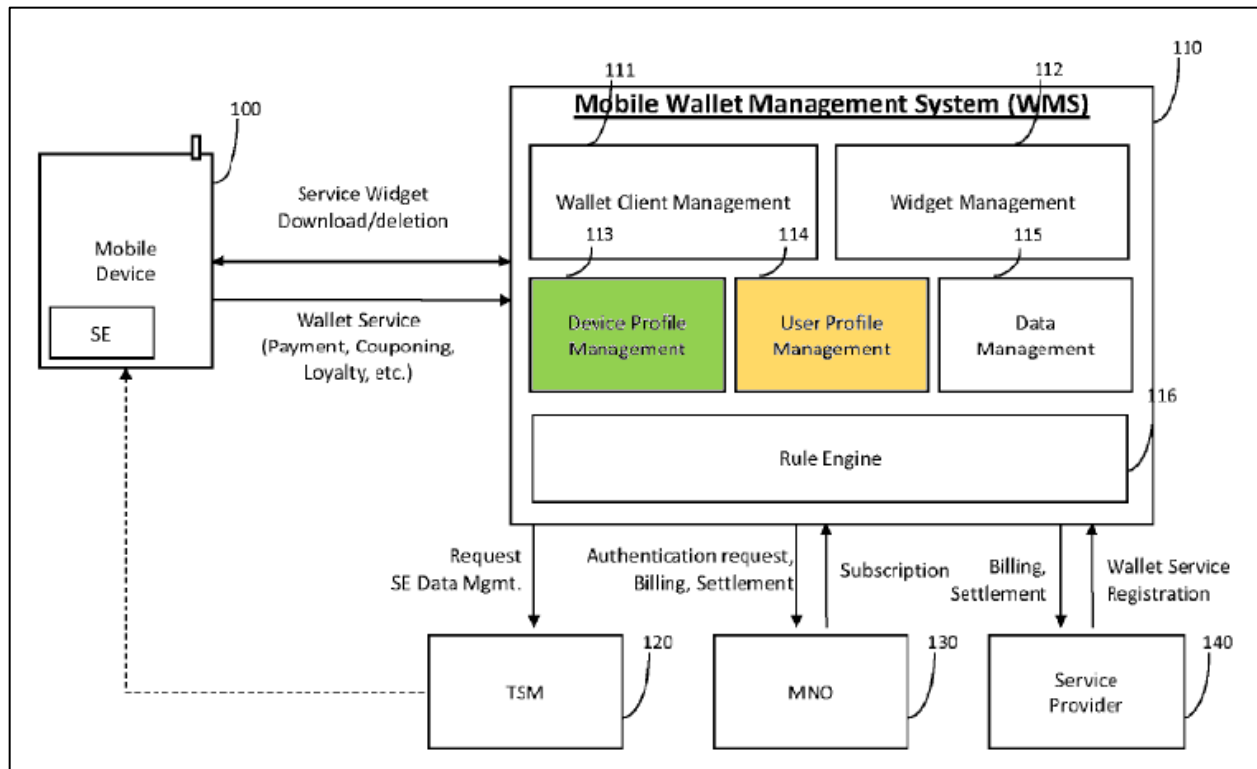 110
111
112
Mobile Wallet Management System (WMS)
100
Wallet Client Management
Widget Management
Service Widget
Download/deletion
Mobile
Device
SE
113
114
115
Device Profile
Management
User Profile
Management
Data
Management
Wallet Service
(Payment, Couponing,
Loyalty, etc.)
116
Rule Engine
Request
SE Data Mgmt.
Authentication request,
Billing, Settlement
Subscription
Billing,
Settlement
Wallet Service
Registration
120
TSM
130
MNO
140
Service
Provider